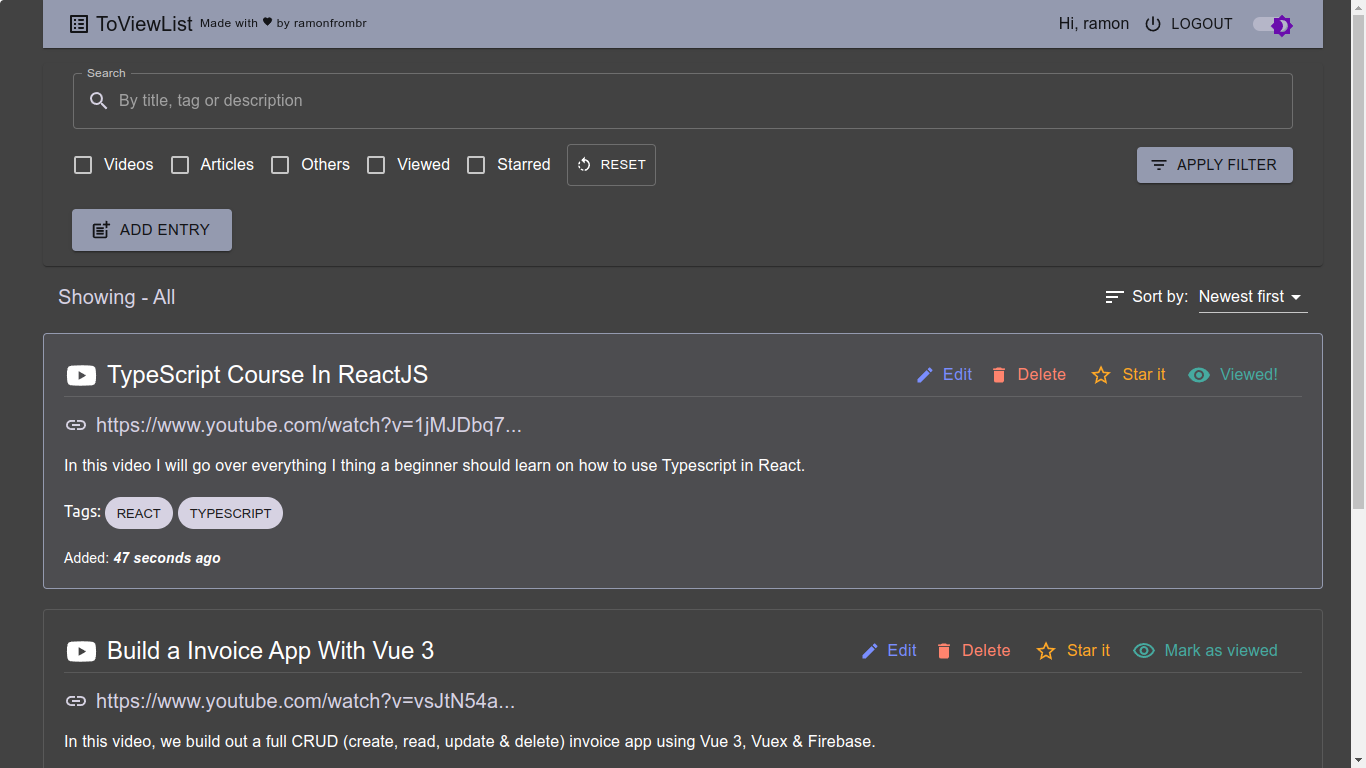 ToViewList Made with ♥ by ramonfrombr Hi, ramon LOGOUT
Search
By title, tag or description
Videos Articles Others Viewed Starred RESET APPLY FILTER
ADD ENTRY
Showing - All Sort by: Newest first
TypeScript Course In ReactJS Edit Delete Star it Viewed!
https://www.youtube.com/watch?v=1jMJDbq7...
In this video I will go over everything I thing a beginner should learn on how to use Typescript in React.
Tags: REACT TYPESCRIPT
Added: 47 seconds ago
Build a Invoice App With Vue 3 Edit Delete Star it Mark as viewed
https://www.youtube.com/watch?v=vsJtN54a...
In this video, we build out a full CRUD (create, read, update & delete) invoice app using Vue 3, Vuex & Firebase.